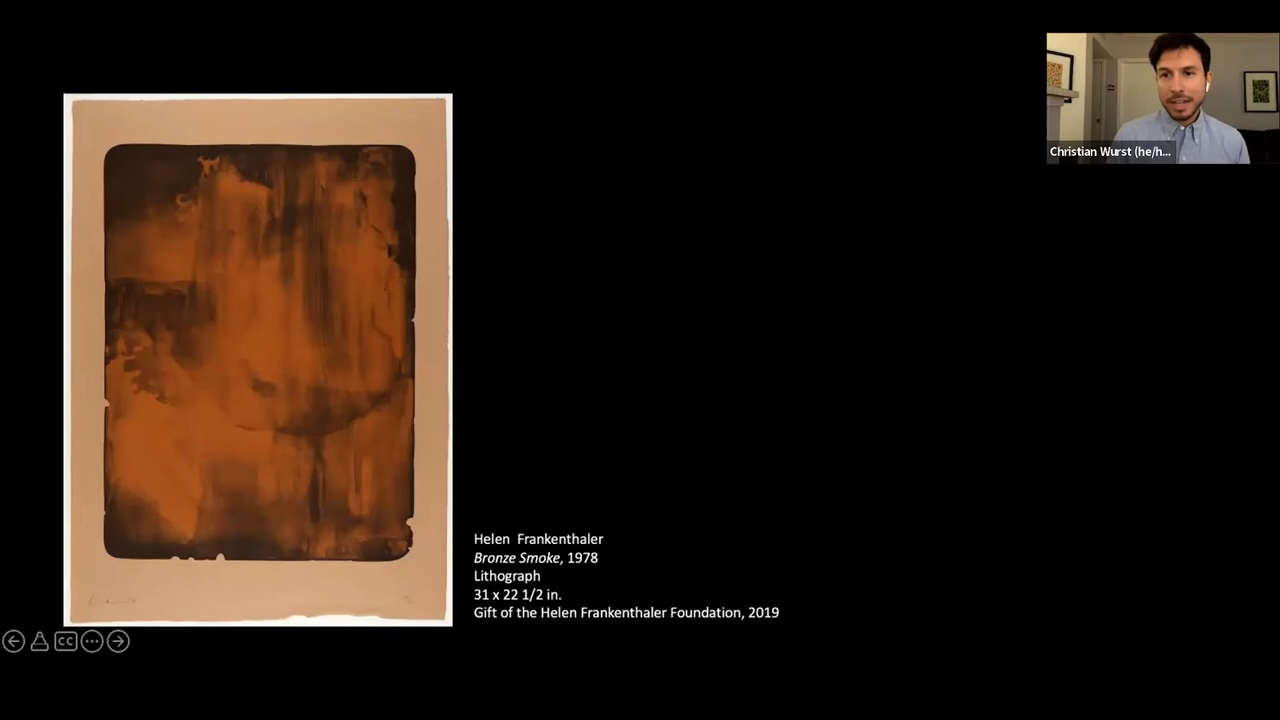 Christian Wurst (he/h...
Helen Frankenthaler
Bronze Smoke, 1978
Lithograph
31 x 22 1/2 in.
Gift of the Helen Frankenthaler Foundation, 2019
CC